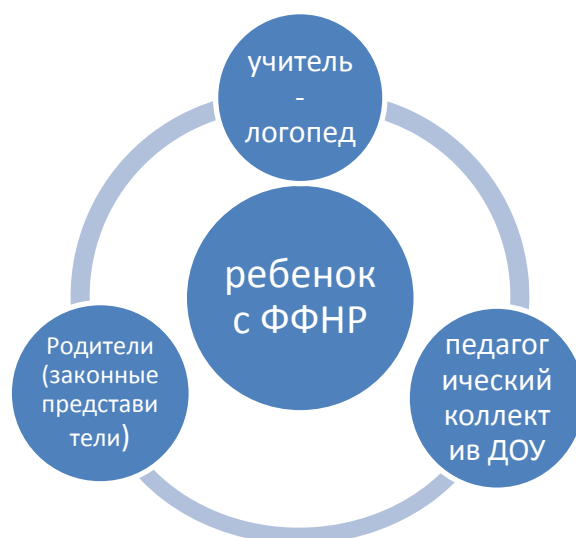 учитель
-
логопед
ребенок
с ФФНР
Родители
(законные
представи
тели)
педагог
ический
коллект
ив ДОУ